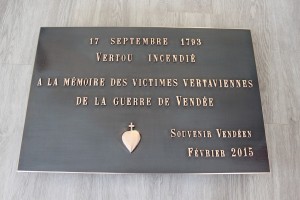 17 SEPTEMBRE 1793
VERTOU INCENDIÉ
A LA MÉMOIRE DES VICTIMES VERTAVIENNES
DE LA GUERRE DE VENDÉE
SOUVENIR VENDÉEN
FÉVRIER 2015